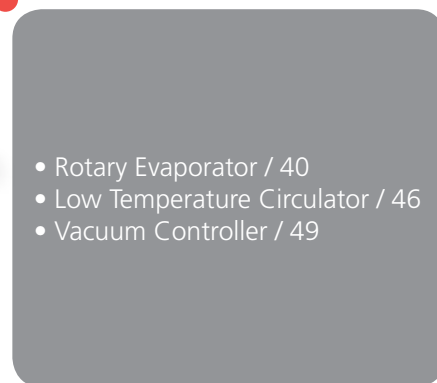 • Rotary Evaporator / 40
• Low Temperature Circulator / 46
• Vacuum Controller / 49